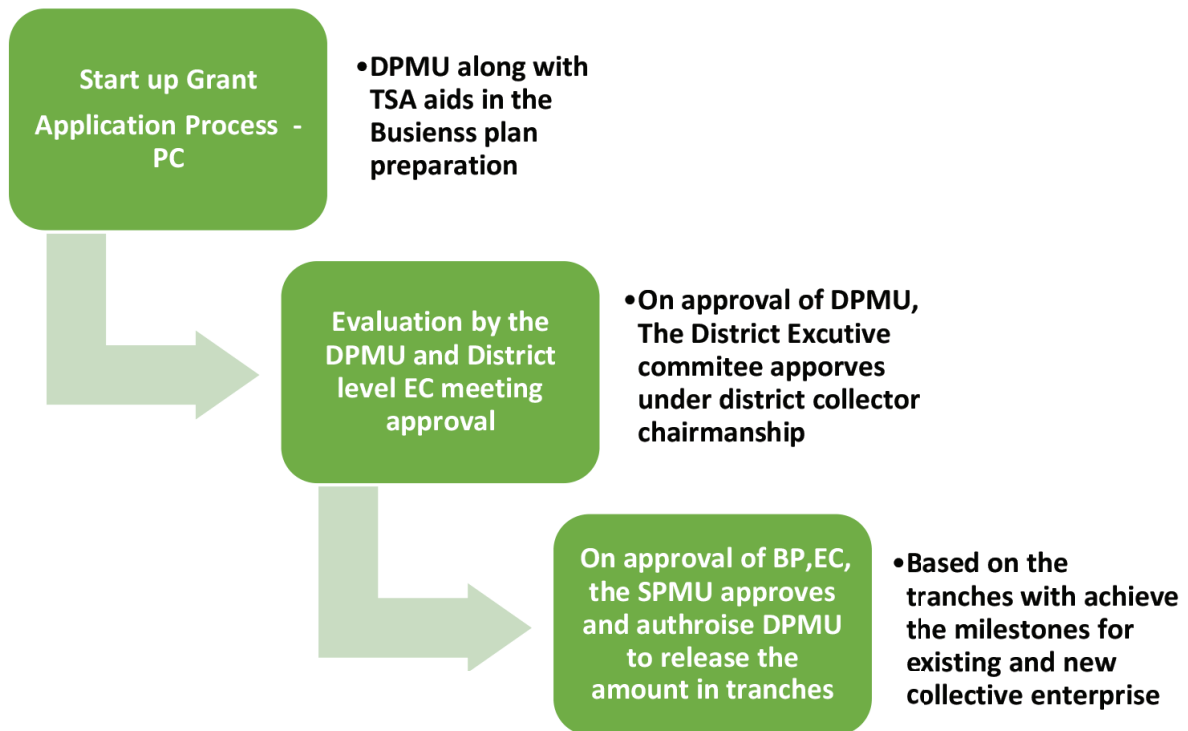 Start up Grant
Application Process -
PC
•DPMU along with
TSA aids in the
Busienss plan
preparation
Evaluation by the
DPMU and District
level EC meeting
approval
•On approval of DPMU,
The District Excutive
commitee apporves
under district collector
chairmanship
On approval of BP,EC,
the SPMU approves
and authroise DPMU
to release the
amount in tranches
•Based on the
tranches with achieve
the milestones for
existing and new
collective enterprise